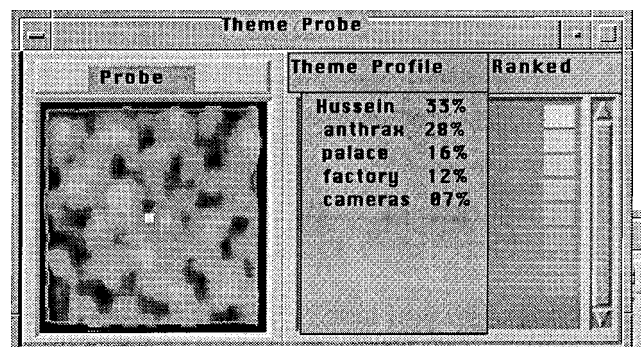 Theme Probe
Probe
Theme Profile Ranked
Hussein 33%
anthrax 28%
palace 16%
factory 12%
cameras 07%